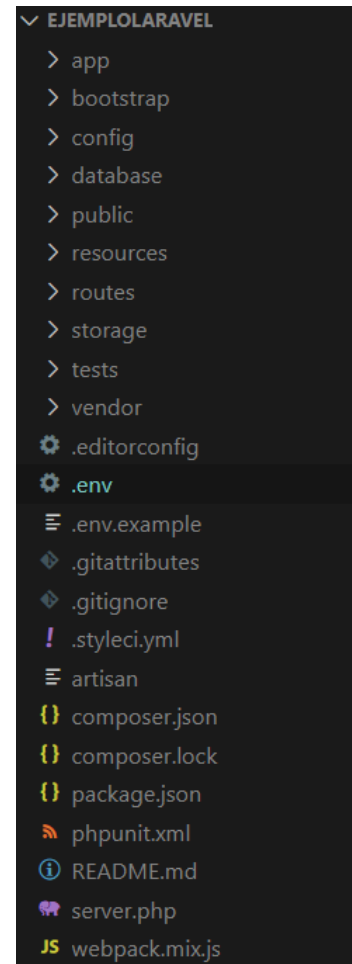 EJEMPLOLARAVEL
app
bootstrap
config
database
public
resources
routes
storage
tests
vendor
.editorconfig
.env
.env.example
.gitattributes
.gitignore
! .styleci.yml
artisan
{} composer.json
{} composer.lock
{} package.json
phpunit.xml
README.md
server.php
JS webpack.mix.js